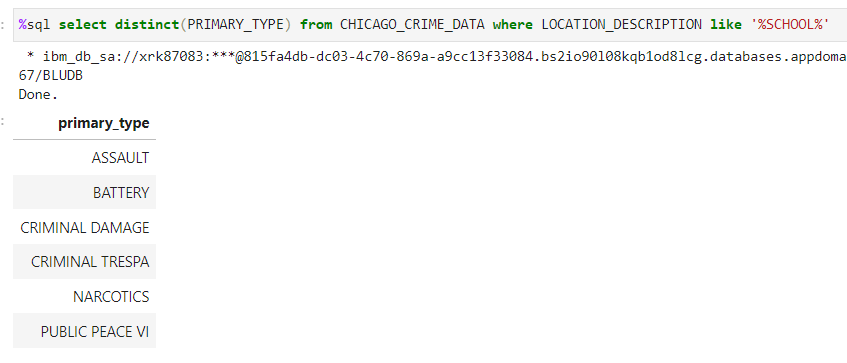 : %sql select distinct(PRIMARY_TYPE) from CHICAGO_CRIME_DATA where LOCATION_DESCRIPTION like '%SCHOOL%'
* ibm_db_sa://xrk87083:***@815fa4db-dc03-4c70-869a-a9cc13f33084.bs2io90l08kqb1od8lcg.databases.appdoma
67/BLUDB
Done.
: primary_type
ASSAULT
BATTERY
CRIMINAL DAMAGE
CRIMINAL TRESPA
NARCOTICS
PUBLIC PEACE VI